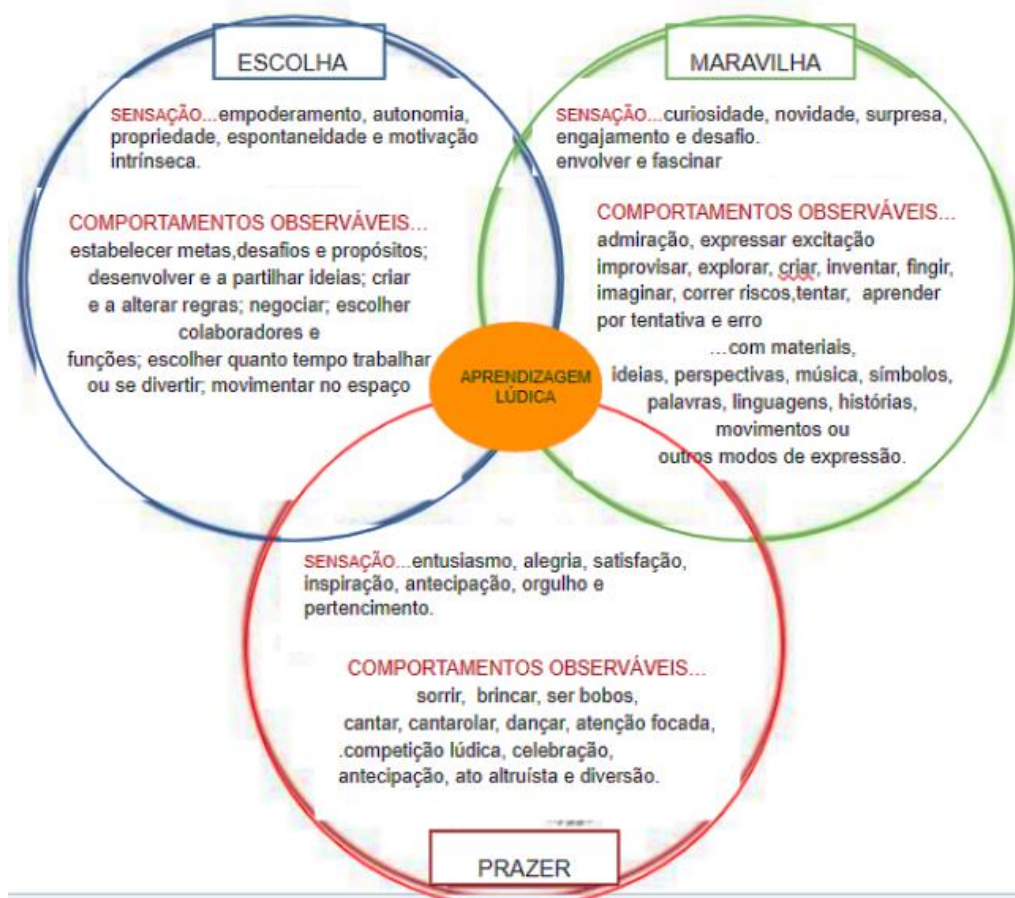 ESCOLHA
SENSAÇÃO...empoderamento, autonomia,
propriedade, espontaneidade e motivação
intrínseca.
COMPORTAMENTOS OBSERVÁVEIS...
estabelecer metas,desafios e propósitos;
desenvolver e a partilhar ideias; criar
e a alterar regras; negociar; escolher
colaboradores e
funções; escolher quanto tempo trabalhar
ou se divertir; movimentar no espaço
MARAVILHA
SENSAÇÃO...curiosidade, novidade, surpresa,
engajamento e desafio.
envolver e fascinar
COMPORTAMENTOS OBSERVÁVEIS...
admiração, expressar excitação
improvisar, explorar, criar, inventar, fingir,
imaginar, correr riscos,tentar, aprender
por tentativa e erro
...com materiais,
ideias, perspectivas, música, símbolos,
palavras, linguagens, histórias,
movimentos ou
outros modos de expressão.
APRENDIZAGEM
LÚDICA
SENSAÇÃO...entusiasmo, alegria, satisfação,
inspiração, antecipação, orgulho e
pertencimento.
COMPORTAMENTOS OBSERVÁVEIS...
sorrir, brincar, ser bobos,
cantar, cantarolar, dançar, atenção focada,
.competição lúdica, celebração,
antecipação, ato altruísta e diversão.
PRAZER